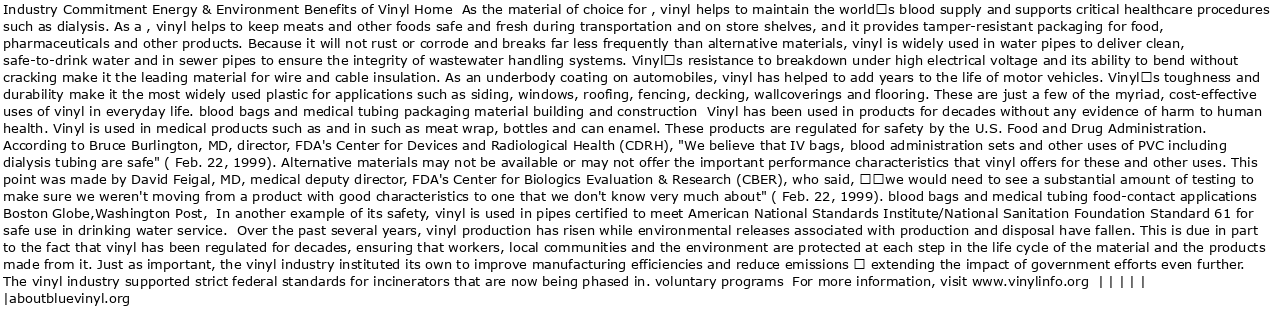 Industry Commitment Energy & Environment Benefits of Vinyl Home  As the material of choice for , vinyl helps to maintain the world□s blood supply and supports critical healthcare procedures
such as dialysis. As a , vinyl helps to keep meats and other foods safe and fresh during transportation and on store shelves, and it provides tamper-resistant packaging for food,
pharmaceuticals and other products. Because it will not rust or corrode and breaks far less frequently than alternative materials, vinyl is widely used in water pipes to deliver clean,
safe-to-drink water and in sewer pipes to ensure the integrity of wastewater handling systems. Vinyl□s resistance to breakdown under high electrical voltage and its ability to bend without
cracking make it the leading material for wire and cable insulation. As an underbody coating on automobiles, vinyl has helped to add years to the life of motor vehicles. Vinyl□s toughness and
durability make it the most widely used plastic for applications such as siding, windows, roofing, fencing, decking, wallcoverings and flooring. These are just a few of the myriad, cost-effective
uses of vinyl in everyday life. blood bags and medical tubing packaging material building and construction  Vinyl has been used in products for decades without any evidence of harm to human
health. Vinyl is used in medical products such as and in such as meat wrap, bottles and can enamel. These products are regulated for safety by the U.S. Food and Drug Administration.
According to Bruce Burlington, MD, director, FDA's Center for Devices and Radiological Health (CDRH), "We believe that IV bags, blood administration sets and other uses of PVC including
dialysis tubing are safe" ( Feb. 22, 1999). Alternative materials may not be available or may not offer the important performance characteristics that vinyl offers for these and other uses. This
point was made by David Feigal, MD, medical deputy director, FDA's Center for Biologics Evaluation & Research (CBER), who said, □□we would need to see a substantial amount of testing to
make sure we weren't moving from a product with good characteristics to one that we don't know very much about" ( Feb. 22, 1999). blood bags and medical tubing food-contact applications
Boston Globe,Washington Post,  In another example of its safety, vinyl is used in pipes certified to meet American National Standards Institute/National Sanitation Foundation Standard 61 for
safe use in drinking water service.  Over the past several years, vinyl production has risen while environmental releases associated with production and disposal have fallen. This is due in part
to the fact that vinyl has been regulated for decades, ensuring that workers, local communities and the environment are protected at each step in the life cycle of the material and the products
made from it. Just as important, the vinyl industry instituted its own to improve manufacturing efficiencies and reduce emissions □ extending the impact of government efforts even further.
The vinyl industry supported strict federal standards for incinerators that are now being phased in. voluntary programs  For more information, visit www.vinylinfo.org  | | | | |
|aboutbluevinyl.org